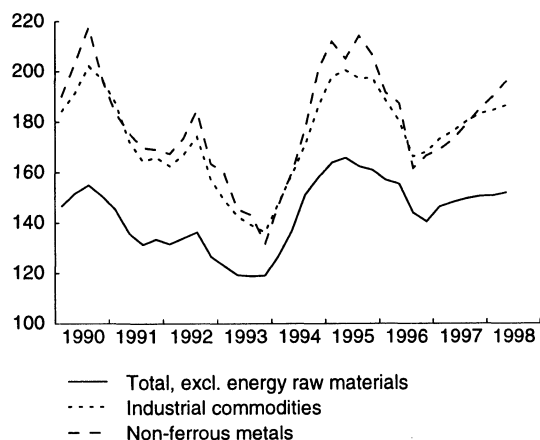 220
200
180
160
140
120
100
1990 1991 1992 1993 1994 1995 1996 1997 1998
Total, excl. energy raw materials
Industrial commodities
Non-ferrous metals